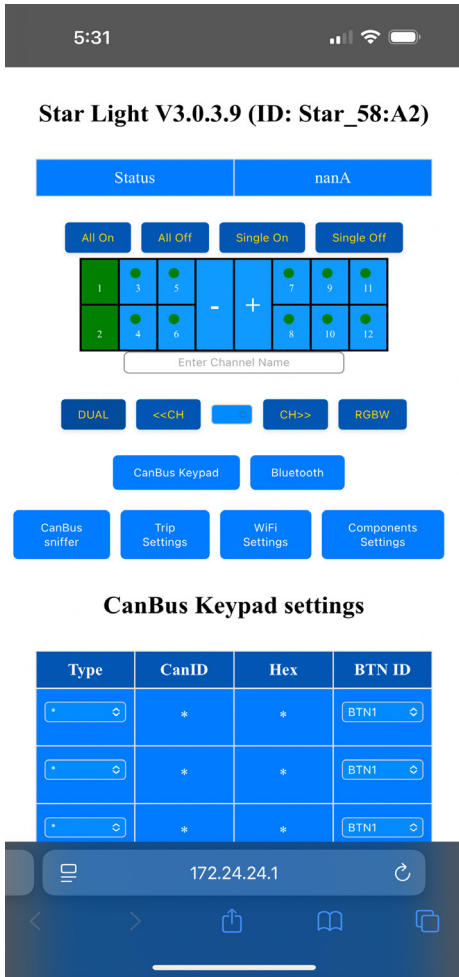 5:31
Star Light V3.0.3.9 (ID: Star_58:A2)
Status nanA
All On All Off Single On Single Off
1 3 5 - + 7 9 11
2 4 6 8 10 12
Enter Channel Name
DUAL <<CH CH>> RGBW
CanBus Keypad Bluetooth
CanBus sniffer Trip Settings WiFi Settings Components Settings
CanBus Keypad settings
Type CanID Hex BTN ID
* * * BTN1
* * * BTN1
* * * BTN1
172.24.24.1